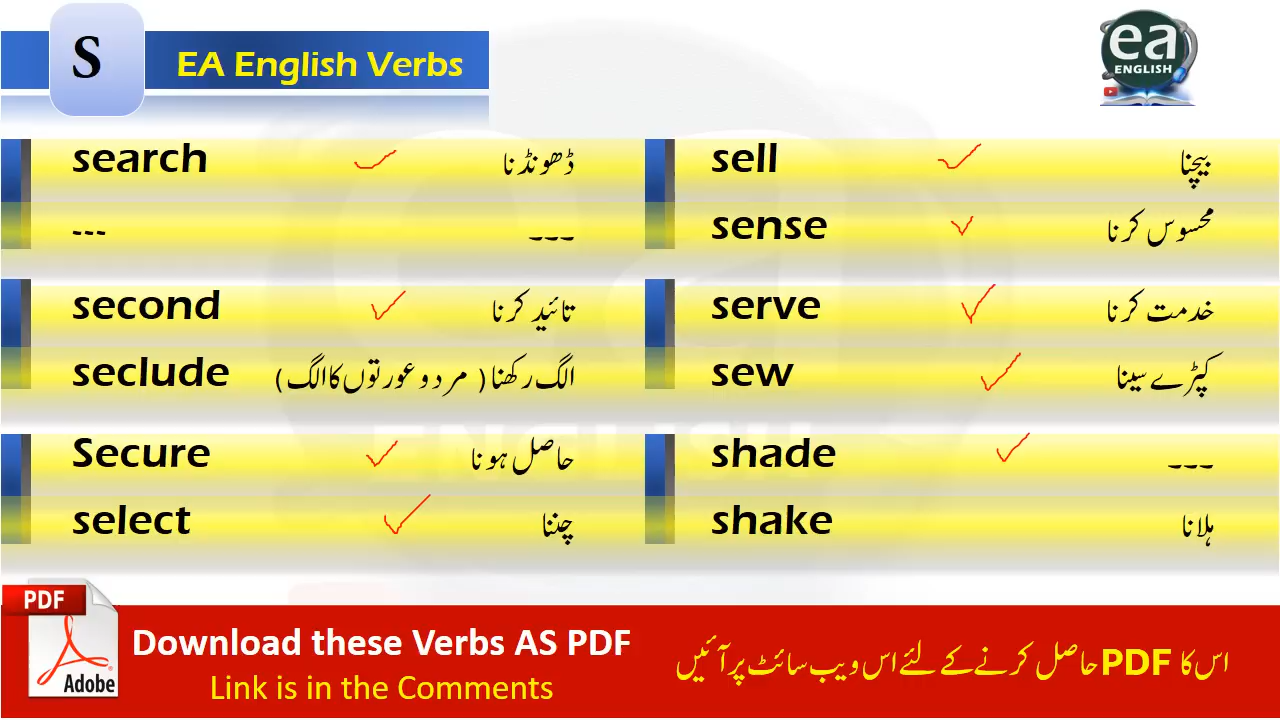 S
EA English Verbs
ea
ENGLISH
search ڈھونڈنا
--- ---
second تائید کرنا
seclude الگ رکھنا ( مرد و عورتوں کا الگ )
Secure حاصل ہونا
select چننا
sell بیچنا
sense محسوس کرنا
serve خدمت کرنا
sew کپڑے سینا
shade ---
shake ہلانا
PDF
Adobe
Download these Verbs AS PDF
Link is in the Comments
اس کا PDF حاصل کرنے کے لئے اس ویب سائٹ پر آئیں